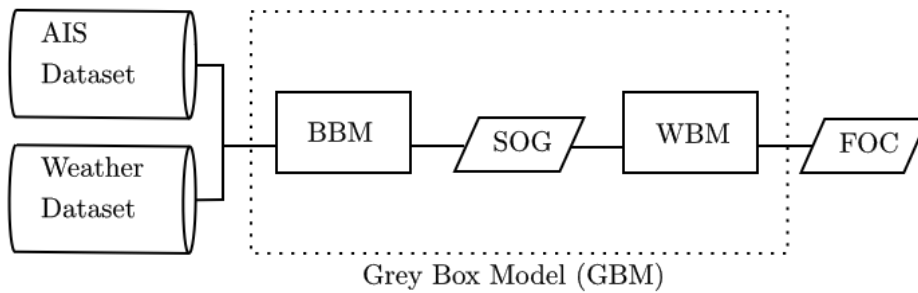 AIS
Dataset
BBM
SOG
WBM
FOC
Weather
Dataset
Grey Box Model (GBM)